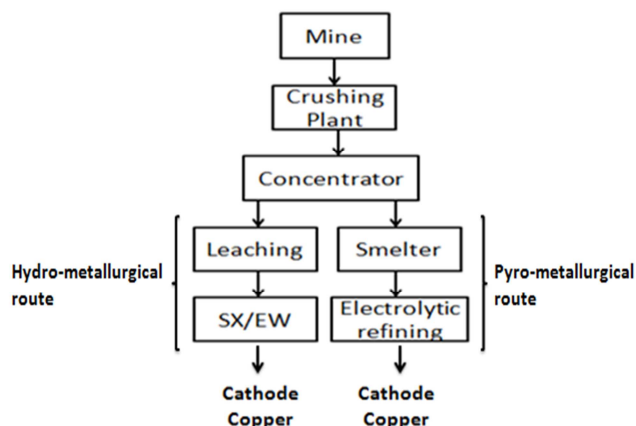 Mine
Crushing
Plant
Concentrator
Leaching
Smelter
Hydro-metallurgical
route
Pyro-metallurgical
route
SX/EW
Electrolytic
refining
Cathode
Copper
Cathode
Copper